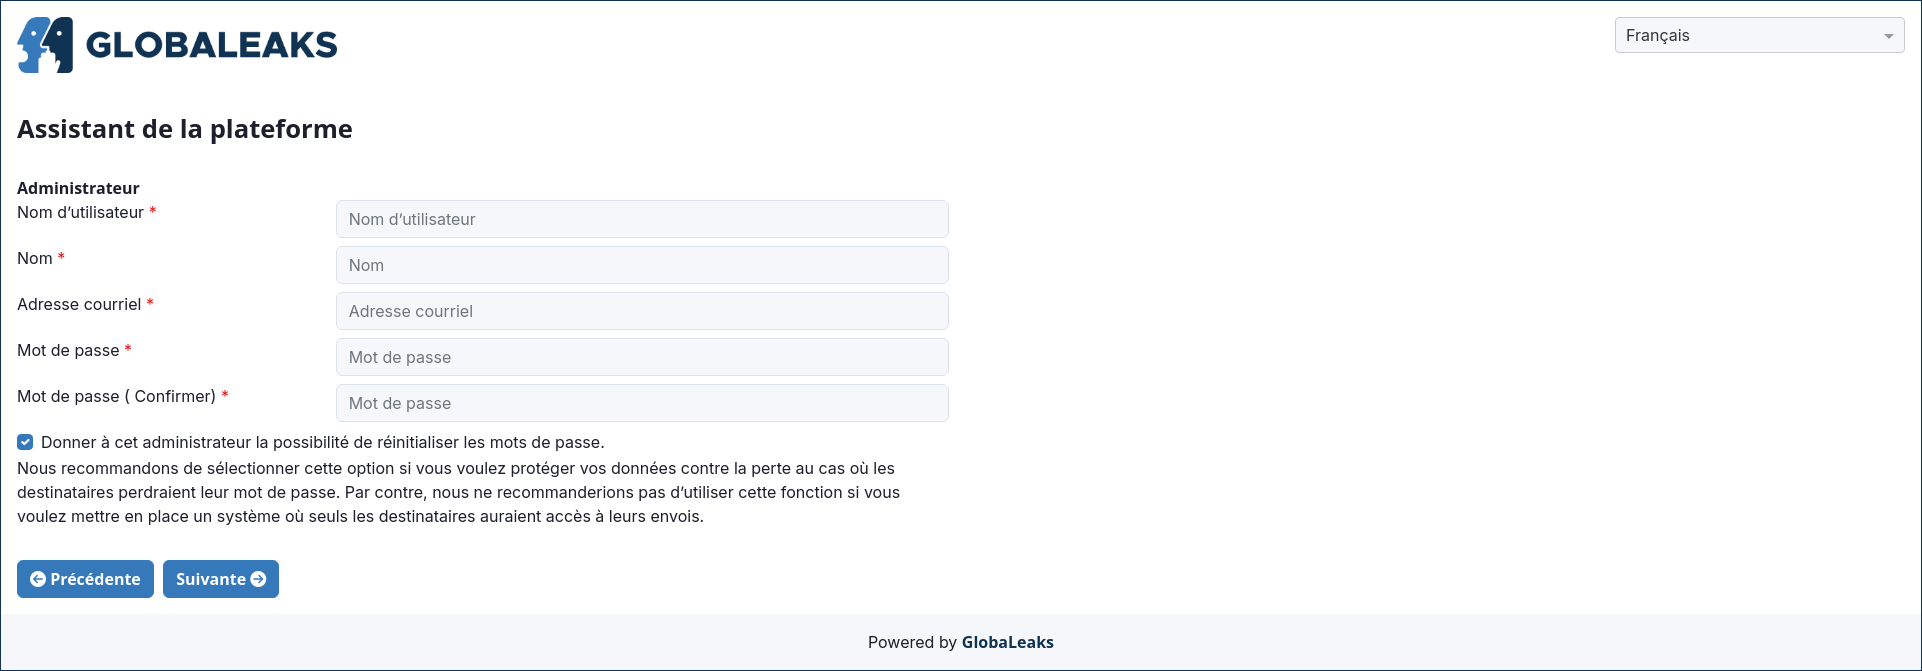 GLOBALEAKS
Français
Assistant de la plateforme
Administrateur
Nom d‘utilisateur *
Nom d‘utilisateur
Nom *
Nom
Adresse courriel *
Adresse courriel
Mot de passe *
Mot de passe
Mot de passe ( Confirmer) *
Mot de passe
Donner à cet administrateur la possibilité de réinitialiser les mots de passe.
Nous recommandons de sélectionner cette option si vous voulez protéger vos données contre la perte au cas où les
destinataires perdraient leur mot de passe. Par contre, nous ne recommanderions pas d‘utiliser cette fonction si vous
voulez mettre en place un système où seuls les destinataires auraient accès à leurs envois.
Précédente
Suivante
Powered by GlobaLeaks